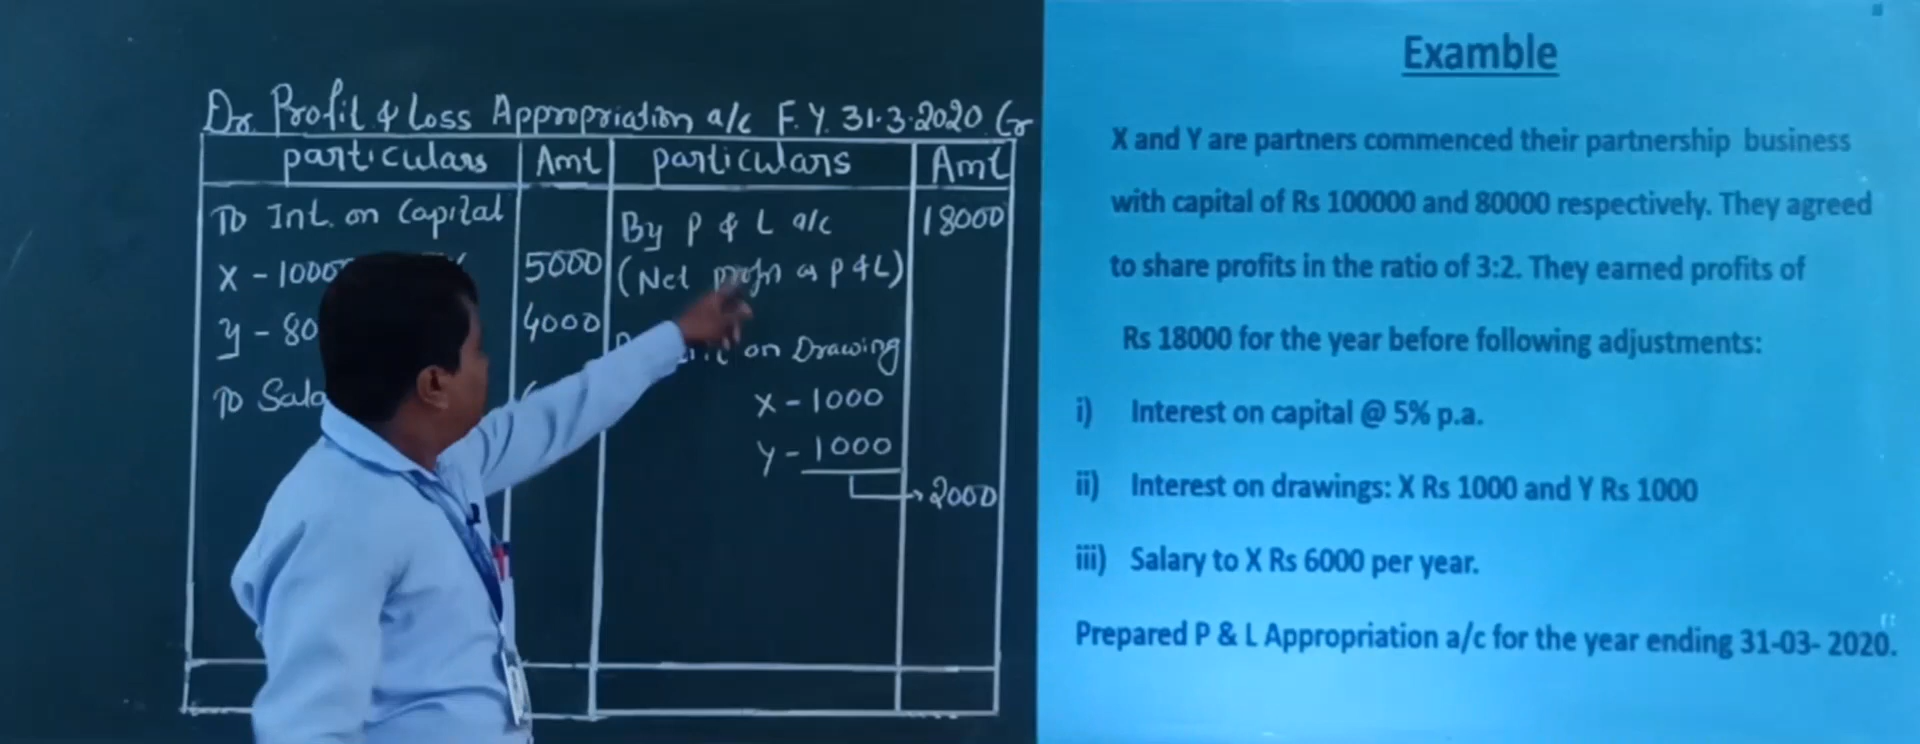 Dr. Profit & Loss Appropriation a/c F.Y. 31.3.2020 Cr
particulars Amt particulars Amt
To Int. on Capital
X - 1000
5000
y - 80
4000
To Sala
By P & L a/c 18000
(Net profit as P & L)
on Drawing
X - 1000
Y - 1000
2000
Examble
X and Y are partners commenced their partnership business
with capital of Rs 100000 and 80000 respectively. They agreed
to share profits in the ratio of 3:2. They earned profits of
Rs 18000 for the year before following adjustments:
i) Interest on capital @ 5% p.a.
ii) Interest on drawings: X Rs 1000 and Y Rs 1000
iii) Salary to X Rs 6000 per year.
Prepared P & L Appropriation a/c for the year ending 31-03- 2020.